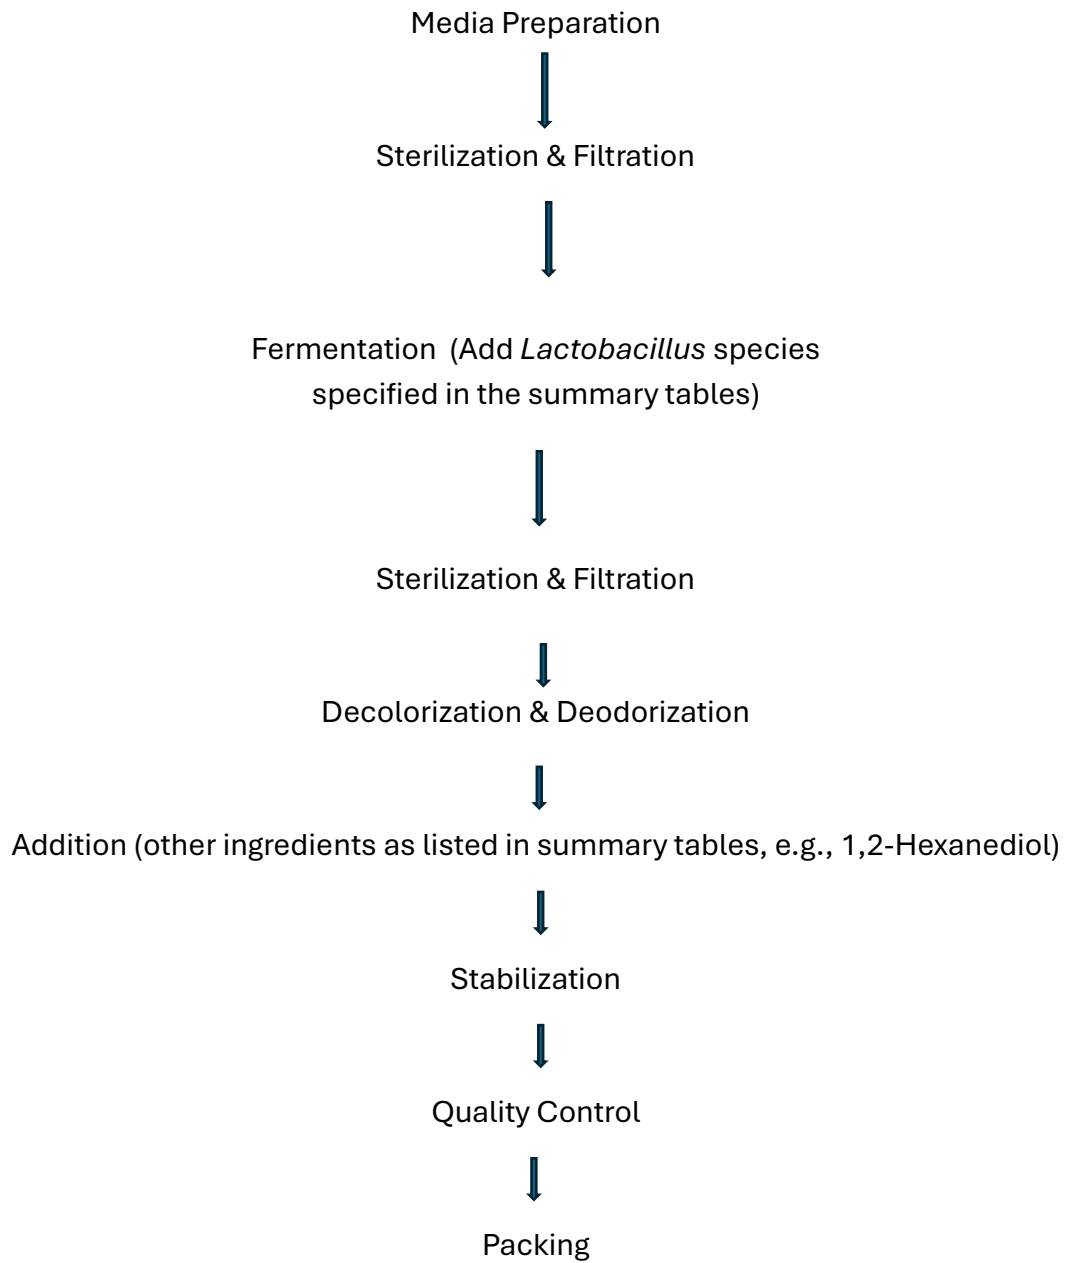 Media Preparation
Sterilization & Filtration
Fermentation (Add Lactobacillus species
specified in the summary tables)
Sterilization & Filtration
Decolorization & Deodorization
Addition (other ingredients as listed in summary tables, e.g., 1,2-Hexanediol)
Stabilization
Quality Control
Packing